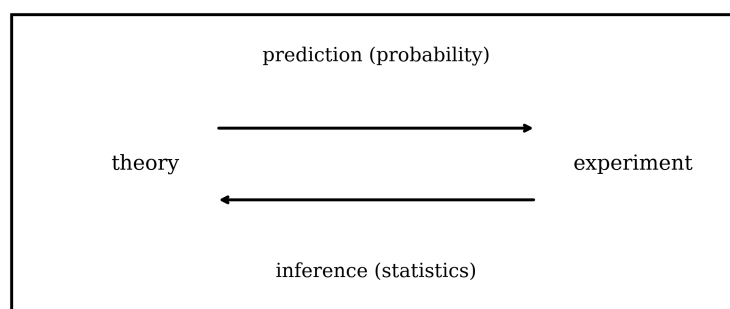 prediction (probability)
theory
experiment
inference (statistics)